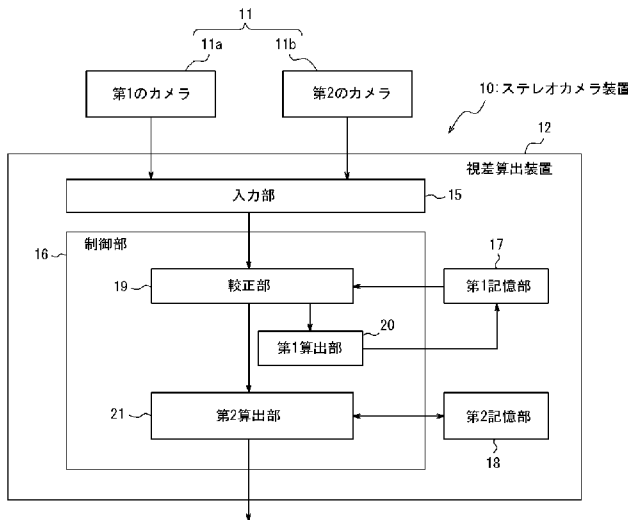 11
11a
11b
第1のカメラ
第2のカメラ
10:ステレオカメラ装置
12
視差算出装置
入力部
15
制御部
16
17
19
較正部
第1記憶部
20
第1算出部
21
第2算出部
第2記憶部
18